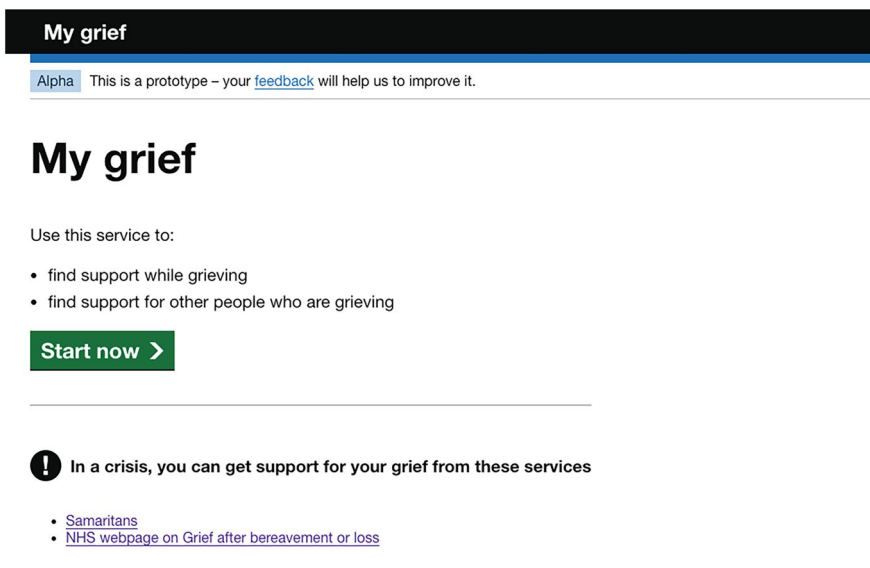 My grief
Alpha This is a prototype – your feedback will help us to improve it.
My grief
Use this service to:
• find support while grieving
• find support for other people who are grieving
Start now
! In a crisis, you can get support for your grief from these services
• Samaritans
• NHS webpage on Grief after bereavement or loss